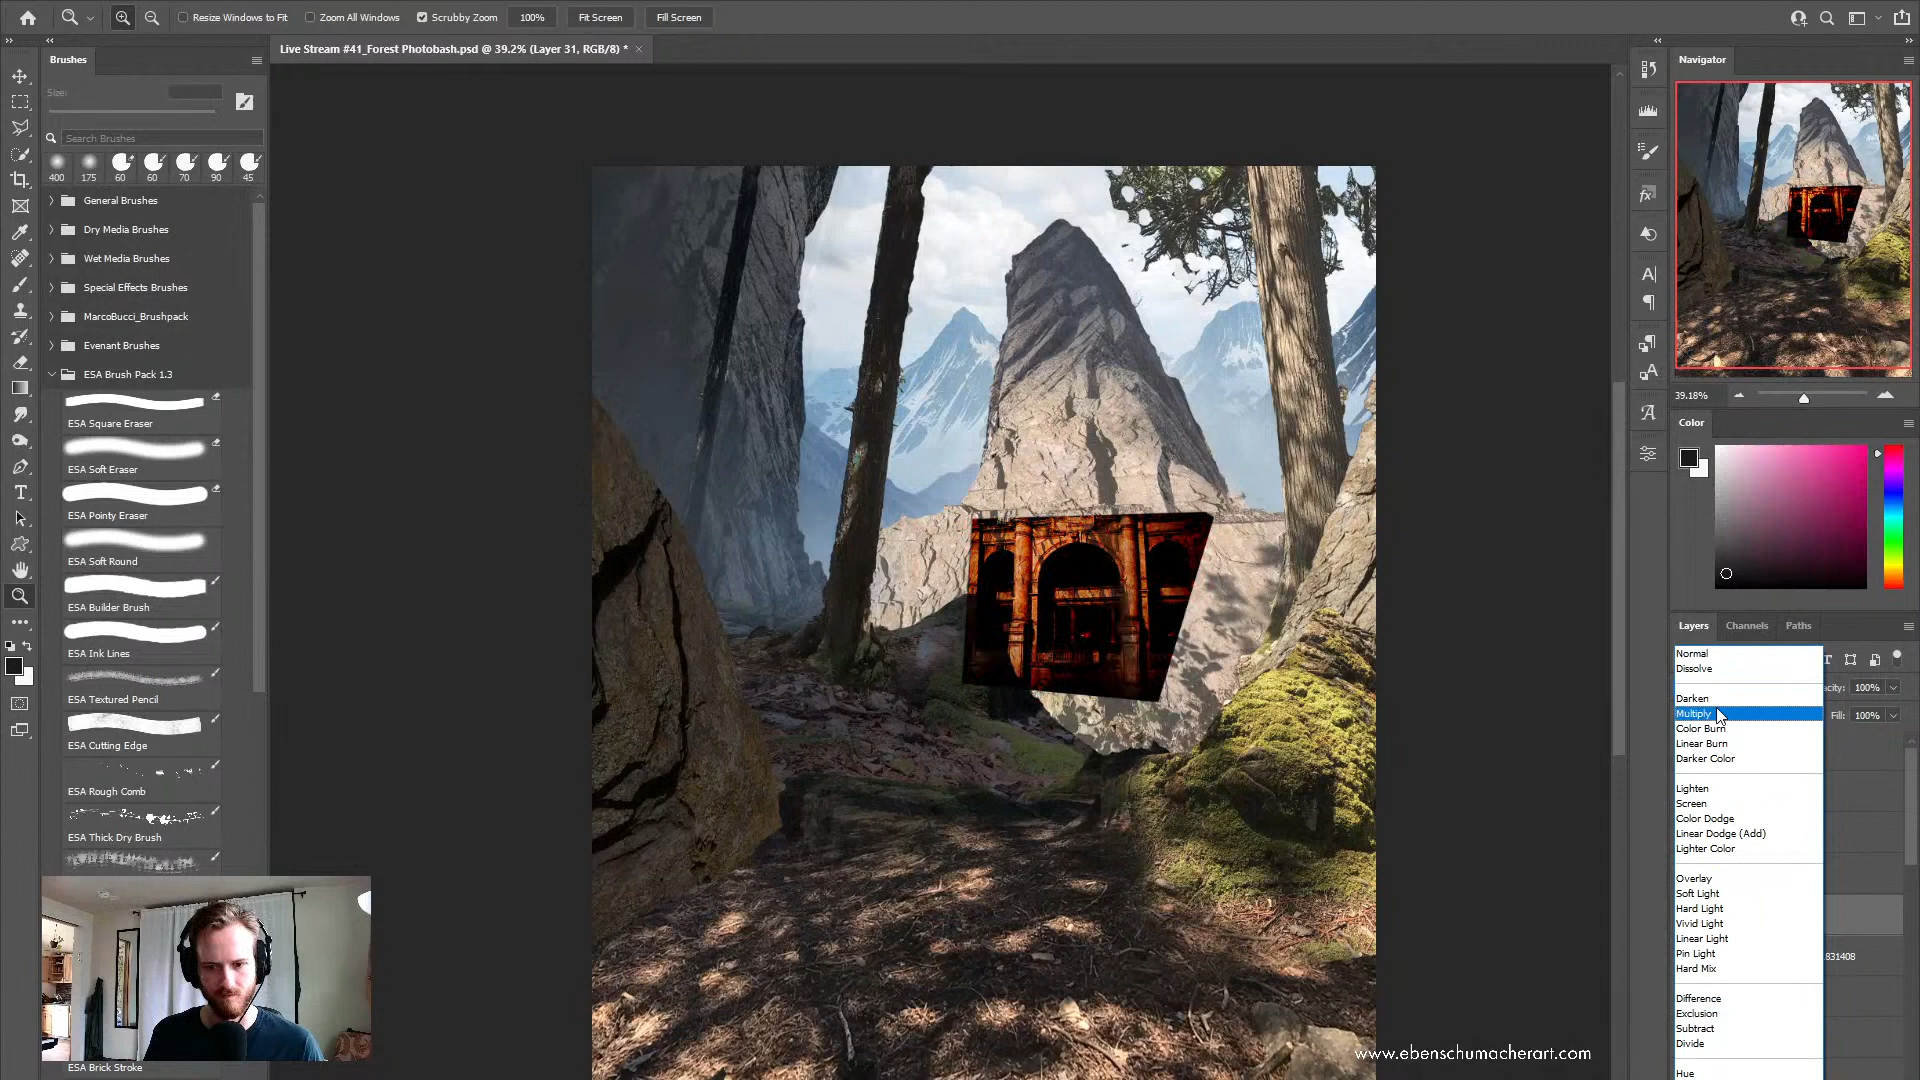 Resize Windows to Fit
Zoom All Windows
Scrubby Zoom
100%
Fit Screen
Fill Screen
Live Stream #41_Forest Photobash.psd @ 39.2% (Layer 31, RGB/8) *
Brushes
Size:
Search Brushes
400
175
60
60
70
90
45
General Brushes
Dry Media Brushes
Wet Media Brushes
Special Effects Brushes
MarcoBucci_Brushpack
Evenant Brushes
ESA Brush Pack 1.3
ESA Square Eraser
ESA Soft Eraser
ESA Pointy Eraser
ESA Soft Round
ESA Builder Brush
ESA Ink Lines
ESA Textured Pencil
ESA Cutting Edge
ESA Rough Comb
ESA Thick Dry Brush
ESA Brick Stroke
www.ebenschumacherart.com
Navigator
39.18%
Color
Layers
Channels
Paths
Normal
Dissolve
Darken
Multiply
Color Burn
Linear Burn
Darker Color
Lighten
Screen
Color Dodge
Linear Dodge (Add)
Lighter Color
Overlay
Soft Light
Hard Light
Vivid Light
Linear Light
Pin Light
Hard Mix
Difference
Exclusion
Subtract
Divide
Hue
acity:
100%
Fill:
100%
831408